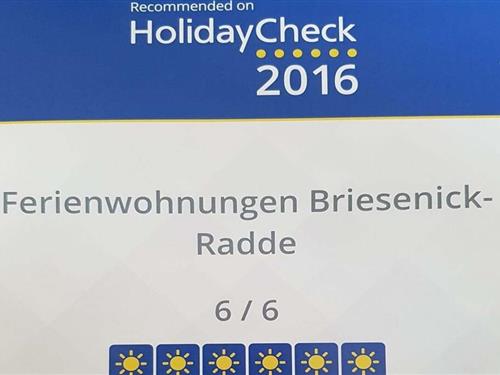 Recommended on
HolidayCheck
2016
Ferienwohnungen Briesenick-
Radde
6 / 6